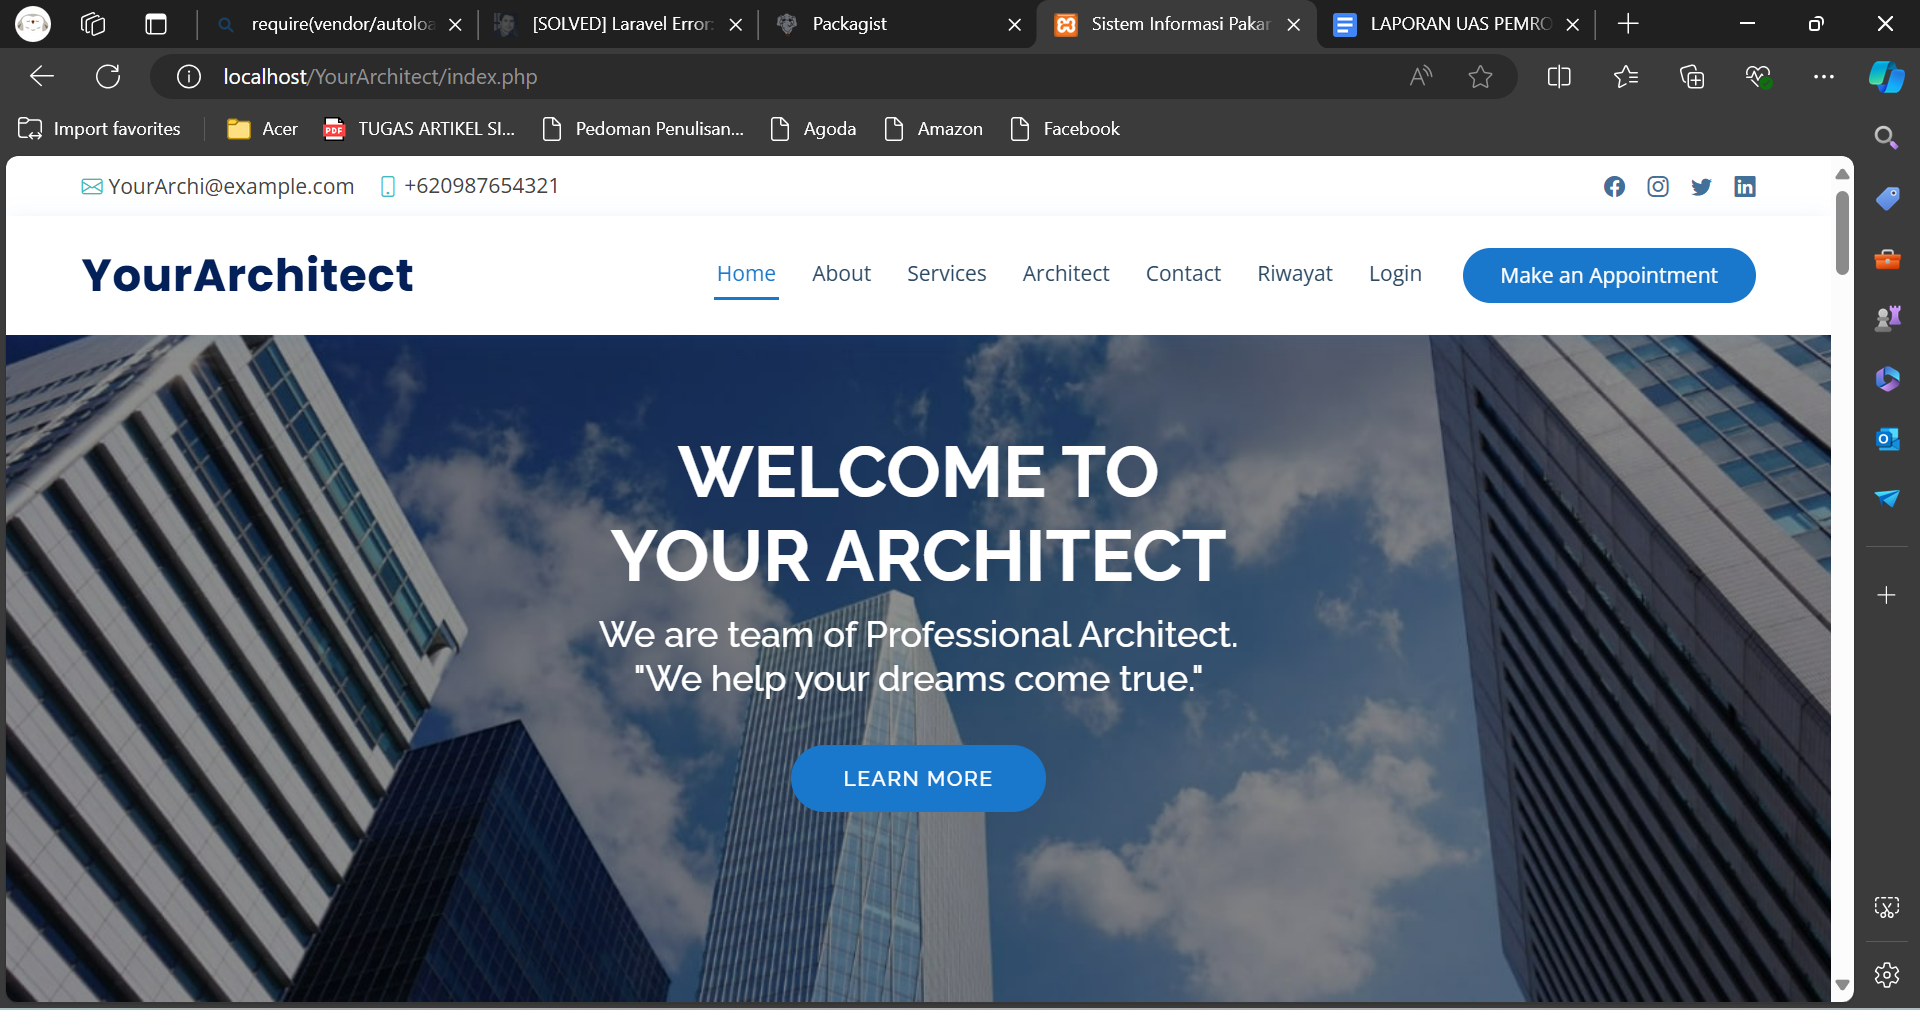 require(vendor/autoloa
[SOLVED] Laravel Error:
Packagist
Sistem Informasi Pakar
LAPORAN UAS PEMRO
localhost/YourArchitect/index.php
Import favorites
Acer
PDF
TUGAS ARTIKEL SI...
Pedoman Penulisan...
Agoda
Amazon
Facebook
YourArchi@example.com
+620987654321
YourArchitect
Home
About
Services
Architect
Contact
Riwayat
Login
Make an Appointment
WELCOME TO
YOUR ARCHITECT
We are team of Professional Architect.
"We help your dreams come true."
LEARN MORE